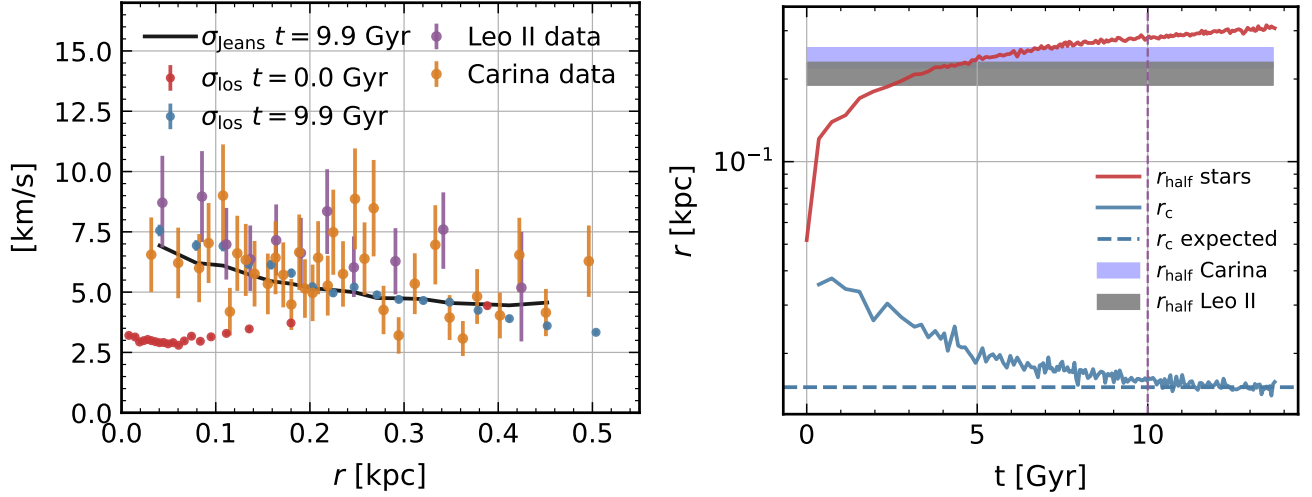 17.5
15.0
12.5
10.0
7.5
5.0
2.5
0.0
[km/s]
σJeans t = 9.9 Gyr
σlos t = 0.0 Gyr
σlos t = 9.9 Gyr
Leo II data
Carina data
0.0 0.1 0.2 0.3 0.4 0.5
r [kpc]
10⁻¹
r [kpc]
rhalf stars
rc
rc expected
rhalf Carina
rhalf Leo II
0 5 10
t [Gyr]